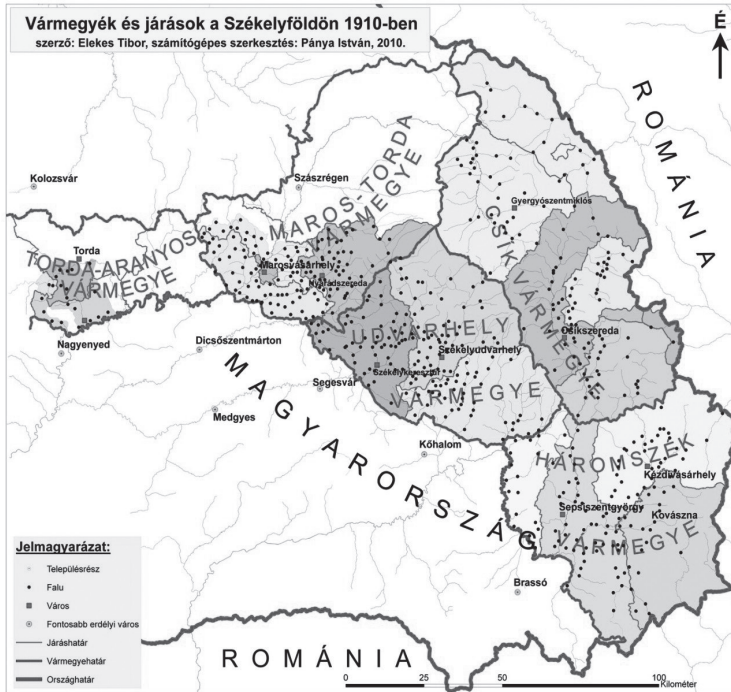 Vármegyék és járások a Székelyföldön 1910-ben
szerző: Elekes Tibor, számítógépes szerkesztés: Pánya István, 2010.
É
ROMÁNIA
Kolozsvár
Szászrégen
MAROS-TORDA
VÁRMEGYE
Gyergyószentmiklós
CSÍK VÁRMEGYE
Torda
TORDA-ARANYOS
VÁRMEGYE
Marosvásárhely
Nyárádszereda
Nagyenyed
Dicsőszentmárton
UDVARHELY
VÁRMEGYE
Csíkszereda
Székelyudvarhely
Székelykeresztúr
Segesvár
MAGYARORSZÁG
Medgyes
Kőhalom
HÁROMSZÉK
VÁRMEGYE
Kézdivásárhely
Sepsiszentgyörgy
Kovászna
Brassó
Jelmagyarázat:
Településrész
Falu
Város
Fontosabb erdélyi város
Járáshatár
Vármegyehatár
Országhatár
ROMÁNIA
0 25 50 100
Kilométer